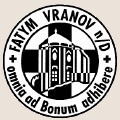 + FATYM VRANOV n/D +
omnia ad Bonum adhibere